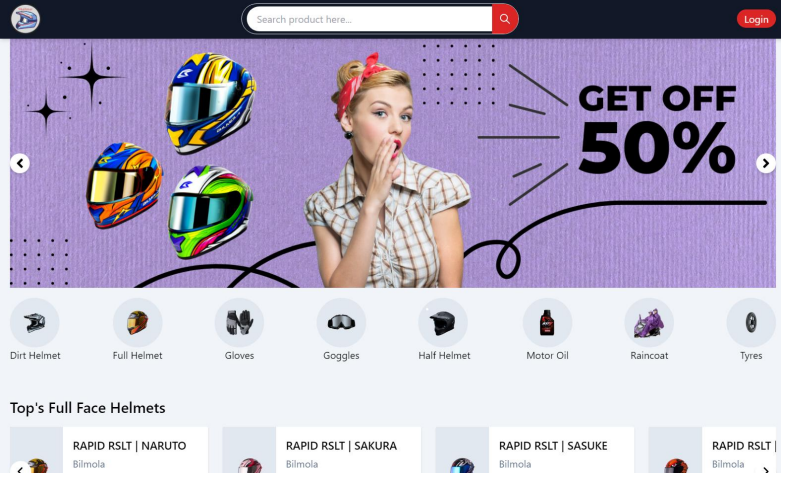 Search product here...
Login
GET OFF
50%
Dirt Helmet
Full Helmet
Gloves
Goggles
Half Helmet
Motor Oil
Raincoat
Tyres
Top's Full Face Helmets
RAPID RSLT | NARUTO
Bilmola
RAPID RSLT | SAKURA
Bilmola
RAPID RSLT | SASUKE
Bilmola
RAPID RSLT |
Bilmola